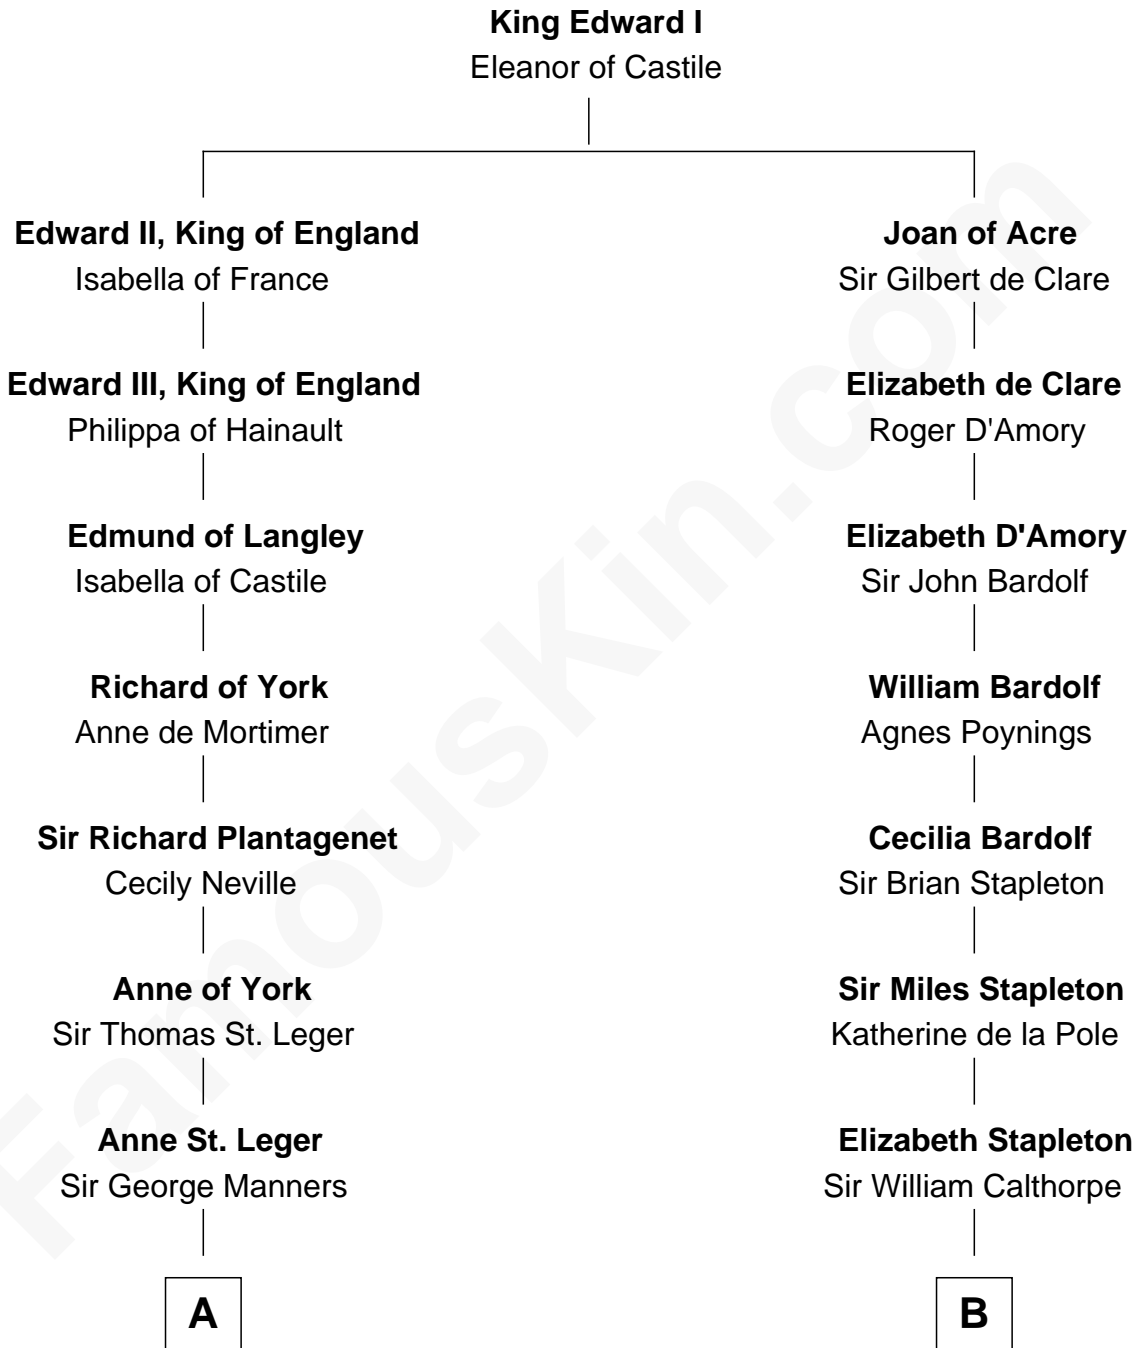 King Edward I
Eleanor of Castile
Edward II, King of England
Isabella of France
Edward III, King of England
Philippa of Hainault
Edmund of Langley
Isabella of Castile
Richard of York
Anne de Mortimer
Sir Richard Plantagenet
Cecily Neville
Anne of York
Sir Thomas St. Leger
Anne St. Leger
Sir George Manners
A
Joan of Acre
Sir Gilbert de Clare
Elizabeth de Clare
Roger D'Amory
Elizabeth D'Amory
Sir John Bardolf
William Bardolf
Agnes Poynings
Cecilia Bardolf
Sir Brian Stapleton
Sir Miles Stapleton
Katherine de la Pole
Elizabeth Stapleton
Sir William Calthorpe
B
FamousKin.com